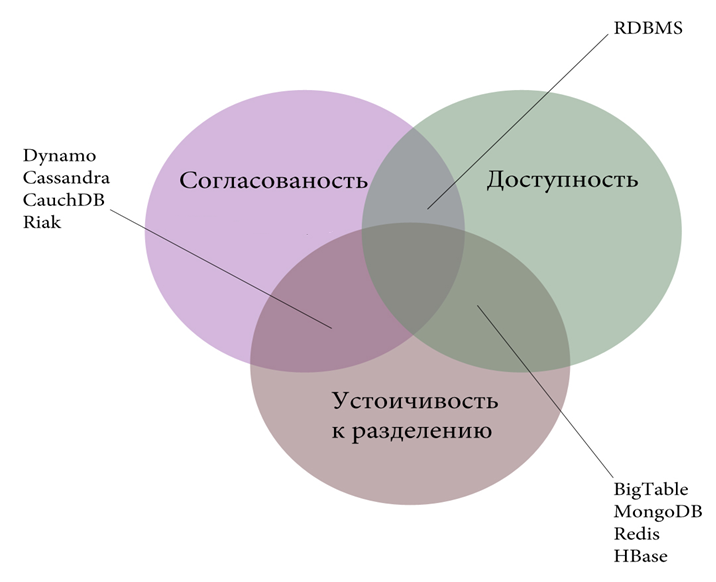 RDBMS
Dynamo
Cassandra
CauchDB
Riak
Согласованость
Доступность
Устоичивость
к разделению
BigTable
MongoDB
Redis
HBase